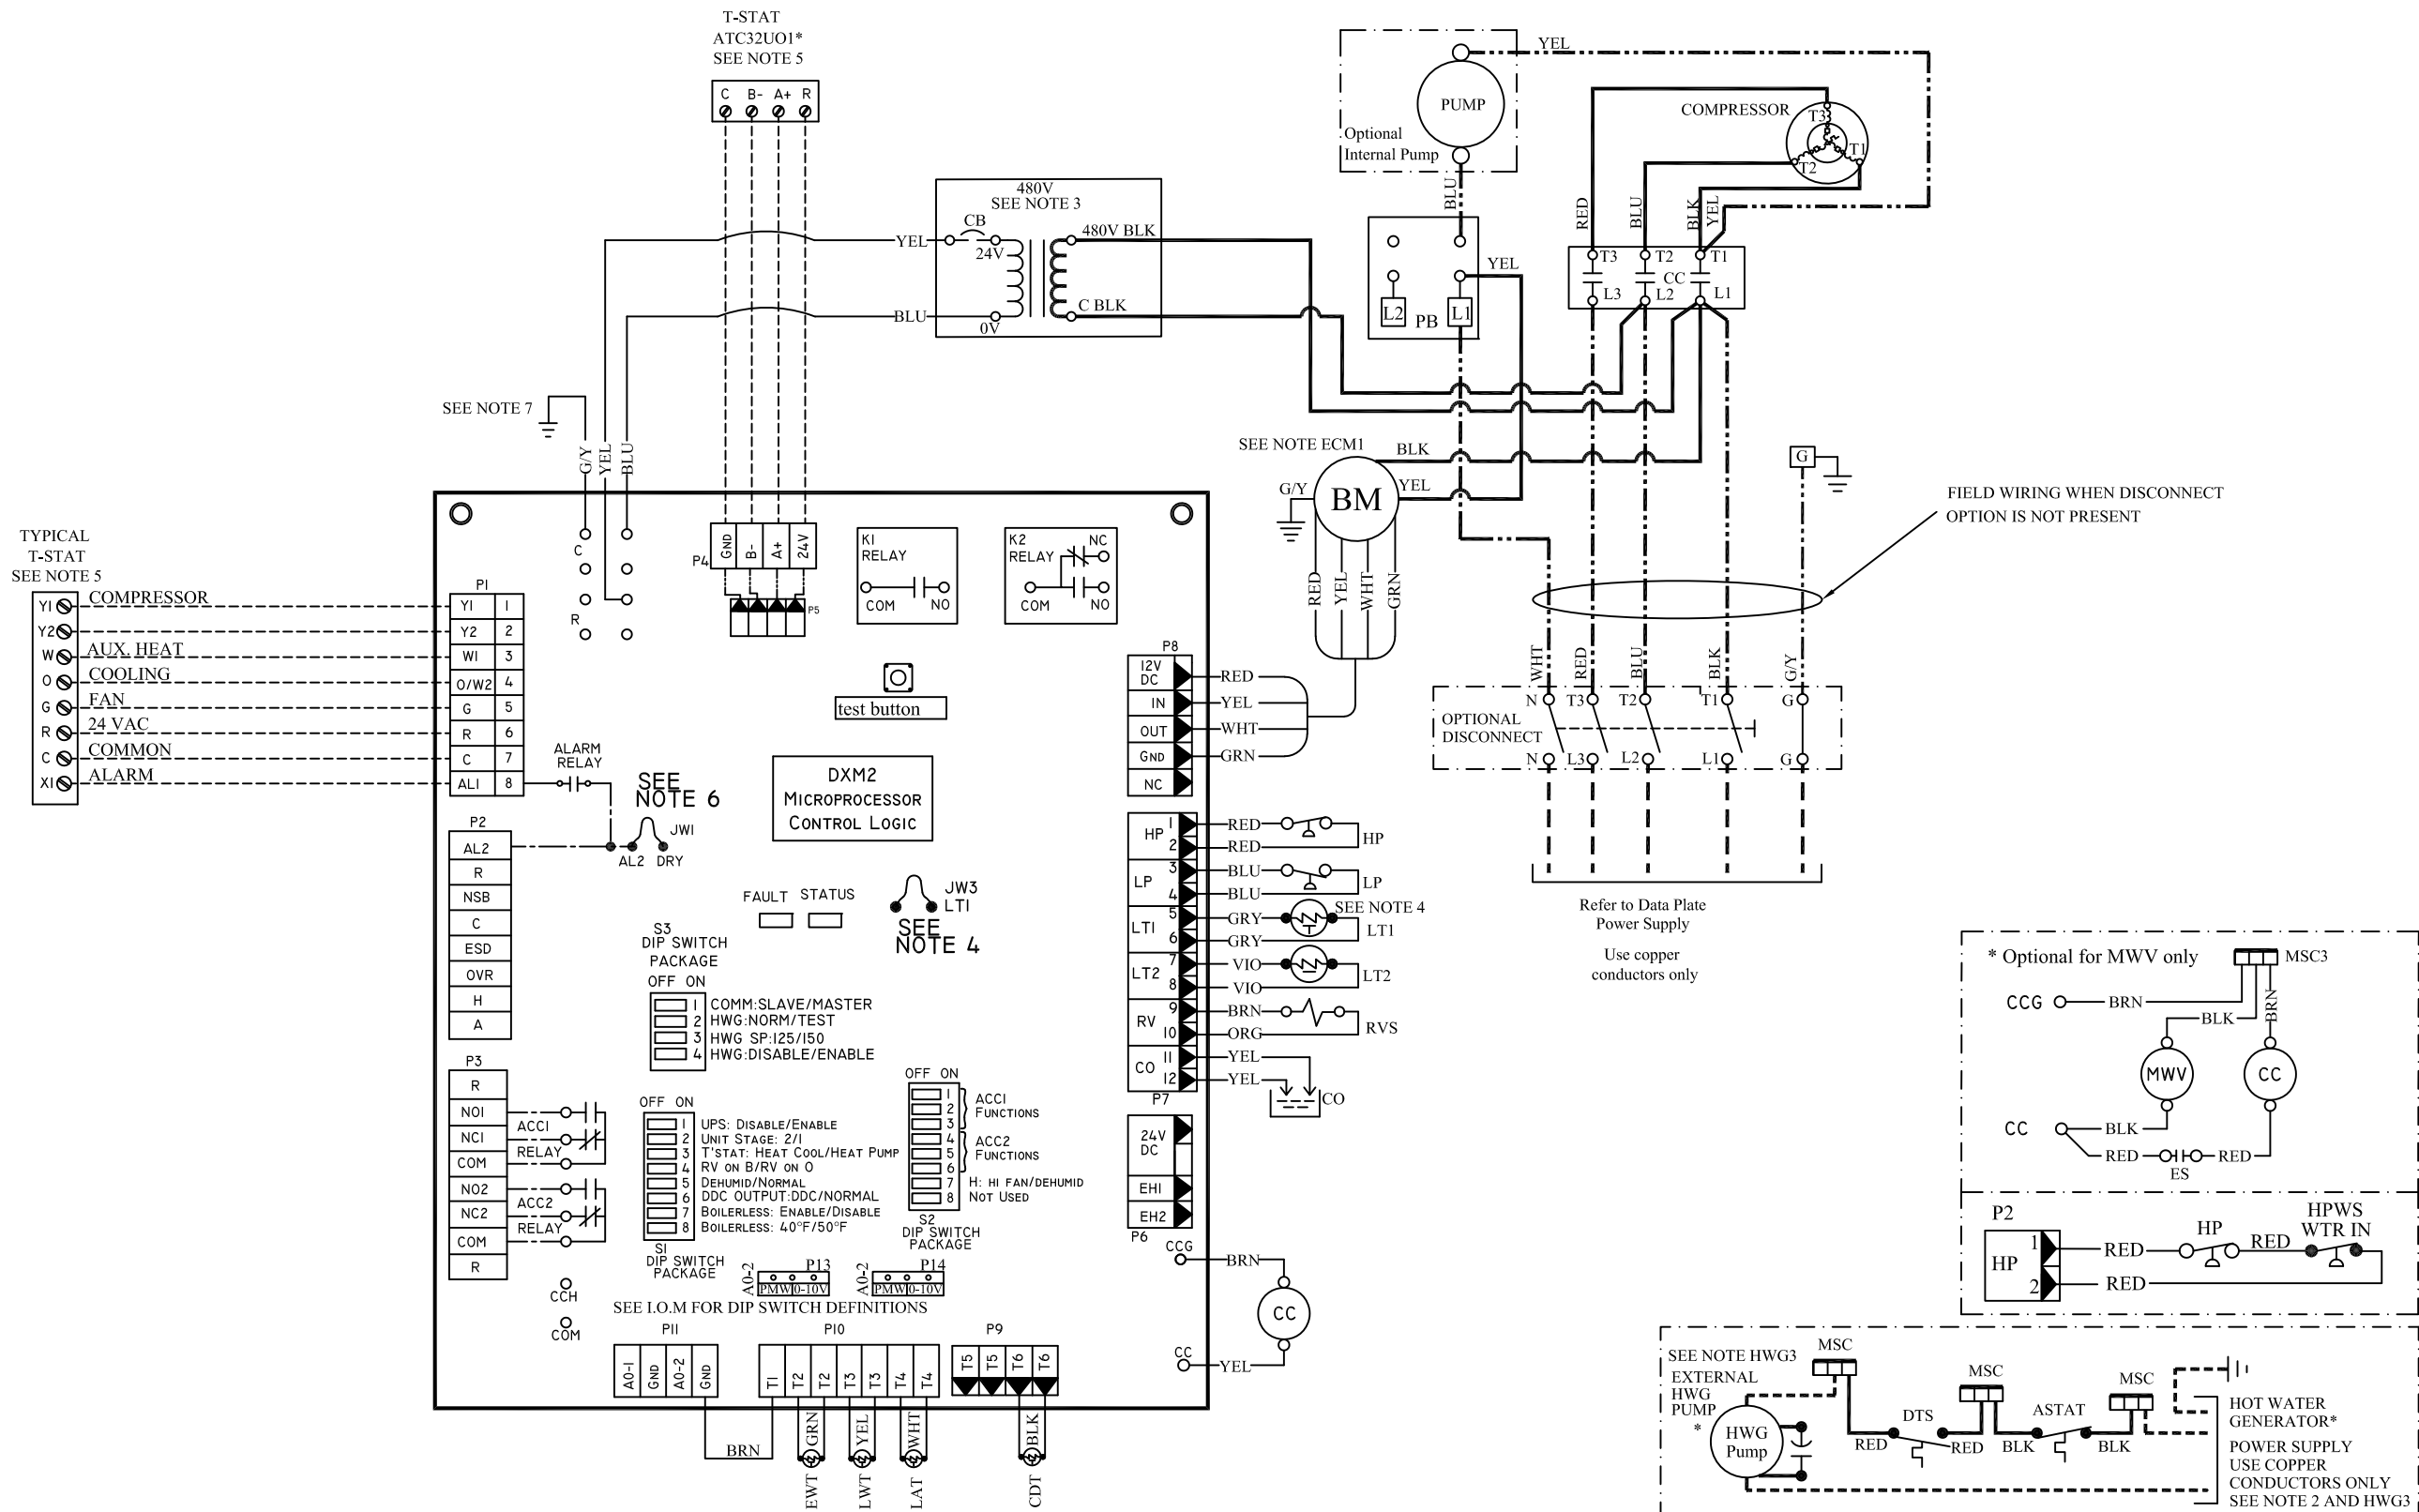 T-STAT
ATC32UO1*
SEE NOTE 5
C B- A+ R
480V
SEE NOTE 3
CB
YEL
24V
480V BLK
BLU
0V
C BLK
PUMP
Optional
Internal Pump
YEL
BLU
COMPRESSOR
T3
T1
T2
RED
BLU
BLK
YEL
T3 T2 T1
CC
L3 L2 L1
YEL
L2 PB L1
SEE NOTE 7
G/Y
YEL
BLU
SEE NOTE ECM1
BLK
G/Y
BM
YEL
RED
YEL
WHT
GRN
G
FIELD WIRING WHEN DISCONNECT
OPTION IS NOT PRESENT
WHT
RED
BLU
BLK
G/Y
N T3 T2 T1 G
OPTIONAL
DISCONNECT
N L3 L2 L1 G
Refer to Data Plate
Power Supply
Use copper
conductors only
TYPICAL
T-STAT
SEE NOTE 5
Y1 COMPRESSOR
Y2
W AUX. HEAT
O COOLING
G FAN
R 24 VAC
C COMMON
X1 ALARM
P1
Y1 1
Y2 2
W1 3
O/W2 4
G 5
R 6
C 7
AL1 8
C
R
P4
GND
B-
A+
24V
P5
K1
RELAY
COM NO
K2
RELAY
NC
COM NO
test button
ALARM
RELAY
SEE
NOTE 6
JW1
AL2 DRY
DXM2
MICROPROCESSOR
CONTROL LOGIC
FAULT STATUS
JW3
LT1
SEE
NOTE 4
P2
AL2
R
NSB
C
ESD
OVR
H
A
P3
R
NO1
NC1
COM
NO2
NC2
COM
R
ACC1
RELAY
ACC2
RELAY
CCH
COM
S3
DIP SWITCH
PACKAGE
OFF ON
1 COMM:SLAVE/MASTER
2 HWG:NORM/TEST
3 HWG SP:125/150
4 HWG:DISABLE/ENABLE
OFF ON
1 UPS: DISABLE/ENABLE
2 UNIT STAGE: 2/1
3 T'STAT: HEAT COOL/HEAT PUMP
4 RV ON B/RV ON O
5 DEHUMID/NORMAL
6 DDC OUTPUT:DDC/NORMAL
7 BOILERLESS: ENABLE/DISABLE
8 BOILERLESS: 40°F/50°F
S1
DIP SWITCH
PACKAGE
OFF ON
1
2
3
ACC1
FUNCTIONS
4
5
6
ACC2
FUNCTIONS
7 H: HI FAN/DEHUMID
8 NOT USED
S2
DIP SWITCH
PACKAGE
A0-2
P13
PMW 0-10V
A0-2
P14
PMW 0-10V
SEE I.O.M FOR DIP SWITCH DEFINITIONS
P11
A0-1
GND
A0-2
GND
P10
T1
T2
T2
T3
T3
T4
T4
P9
T5
T5
T6
T6
BRN
GRN
YEL
WHT
BLK
EWT
LWT
LAT
CDT
P8
12V
DC
RED
IN YEL
OUT WHT
GND GRN
NC
HP
1 RED
2 RED
HP
LP
3 BLU
4 BLU
LP
SEE NOTE 4
LT1
5 GRY
6 GRY
LT1
LT2
7 VIO
8 VIO
LT2
RV
9 BRN
10 ORG
RVS
CO
11 YEL
12 YEL
CO
P7
24V
DC
EH1
EH2
P6
CCG
BRN
CC
CC
YEL
* Optional for MWV only
MSC3
CCG BRN
BLK
BRN
MWV
CC
CC
BLK
RED
ES
RED
P2
HP
1 RED
HP
RED
HPWS
WTR IN
2 RED
SEE NOTE HWG3
EXTERNAL
HWG
PUMP
*
HWG
Pump
MSC
RED
DTS
RED
MSC
BLK
ASTAT
BLK
MSC
HOT WATER
GENERATOR*
POWER SUPPLY
USE COPPER
CONDUCTORS ONLY
SEE NOTE 2 AND HWG3